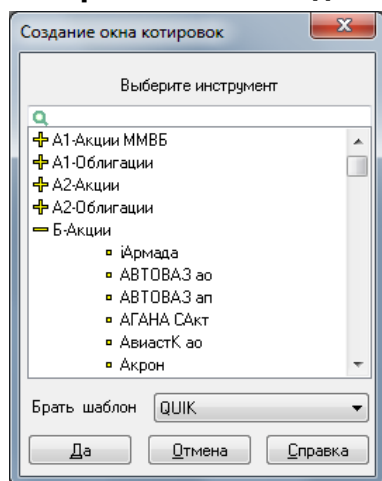 Создание окна котировок
Выберите инструмент
А1-Акции ММВБ
А1-Облигации
А2-Акции
А2-Облигации
Б-Акции
iАрмада
АВТОВАЗ ао
АВТОВАЗ ап
АГАНА САкт
АвиастК ао
Акрон
Брать шаблон QUIK
Да Отмена Справка